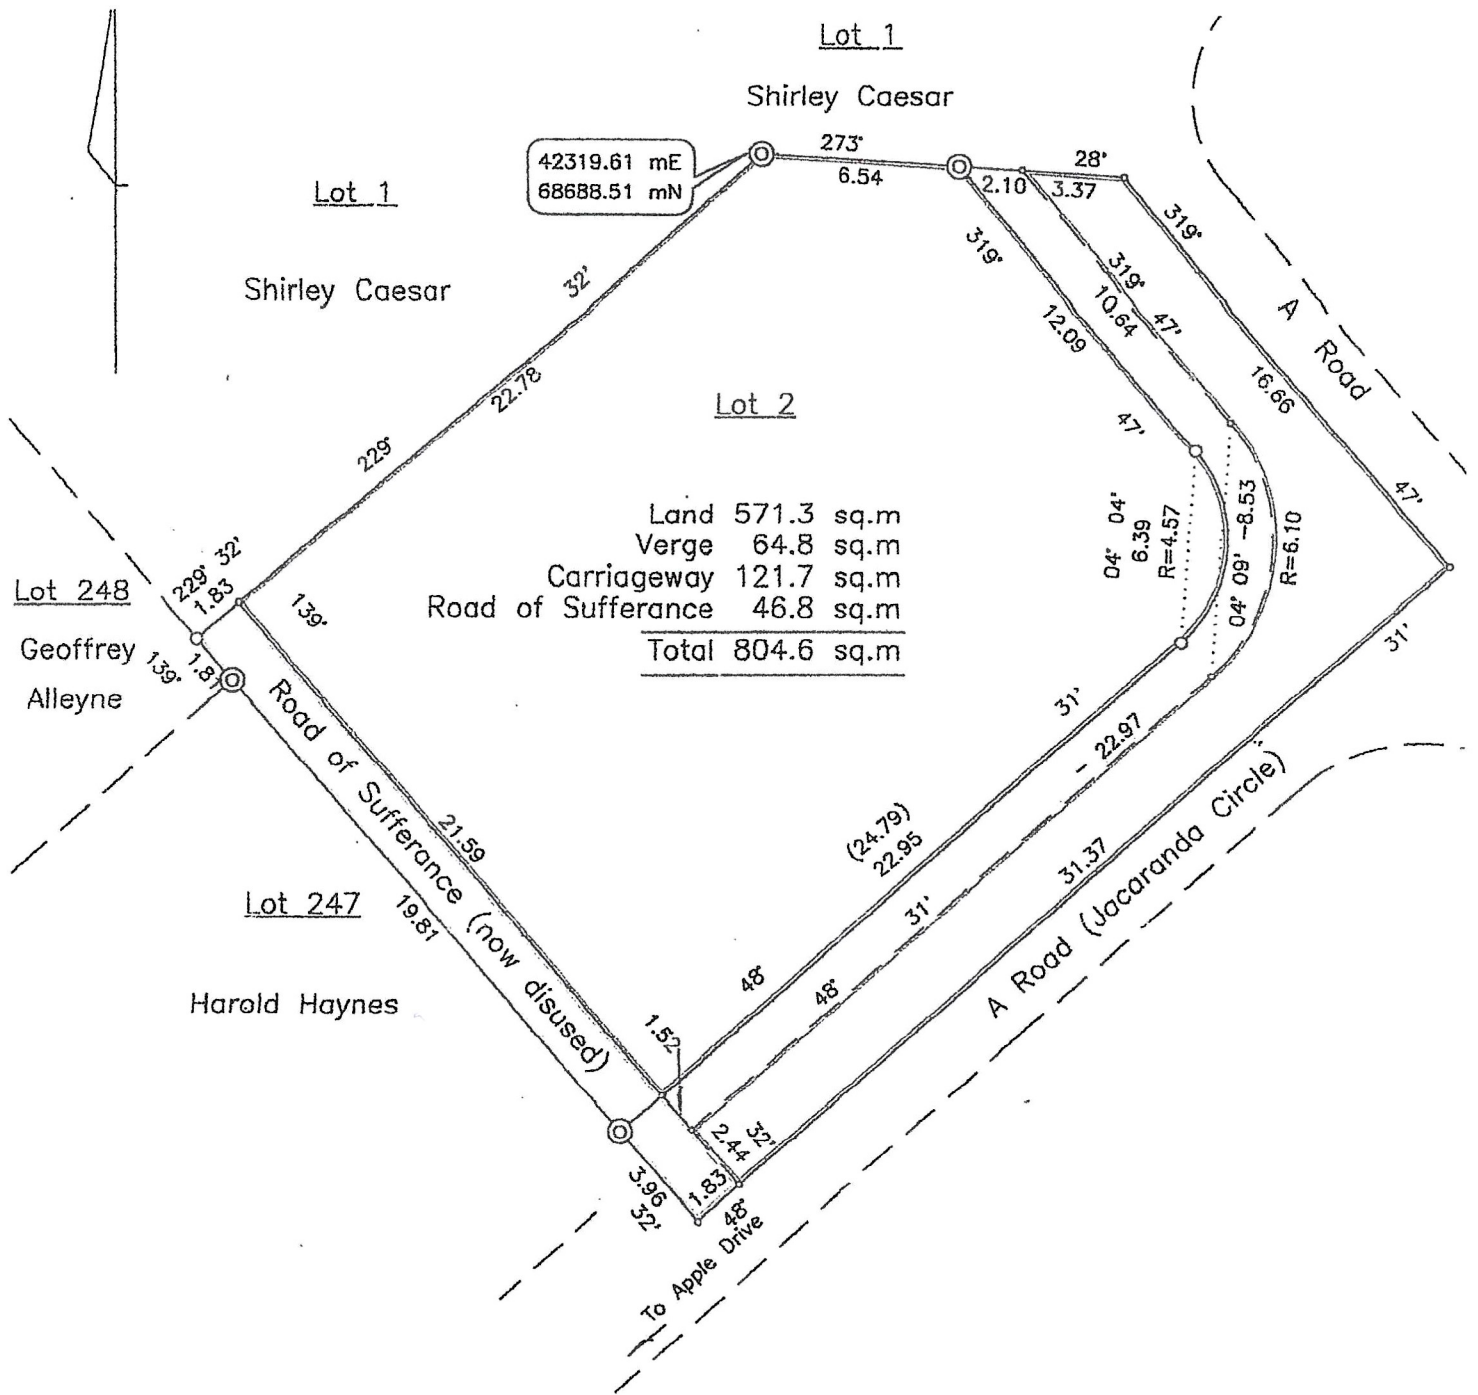 Lot 1
Shirley Caesar
42319.61 mE
68688.51 mN
273°
6.54
2.10
28'
3.37
Lot 1
Shirley Caesar
32'
22.78
229°
319°
12.09
47'
319°
10.64
47'
319°
16.66
47'
A Road
Lot 2
Land 571.3 sq.m
Verge 64.8 sq.m
Carriageway 121.7 sq.m
Road of Sufferance 46.8 sq.m
Total 804.6 sq.m
04° 04'
6.39
R=4.57
04° 09' -8.53
R=6.10
229° 32'
1.83
Lot 248
Geoffrey
Alleyne
139°
1.81
139°
21.59
Road of Sufferance (now disused)
19.81
Lot 247
Harold Haynes
31'
(24.79)
22.95
48°
- 22.97
31'
48°
31'
31.37
A Road (Jacaranda Circle)
1.52
2.44
32'
1.83
48°
3.96
32'
To Apple Drive